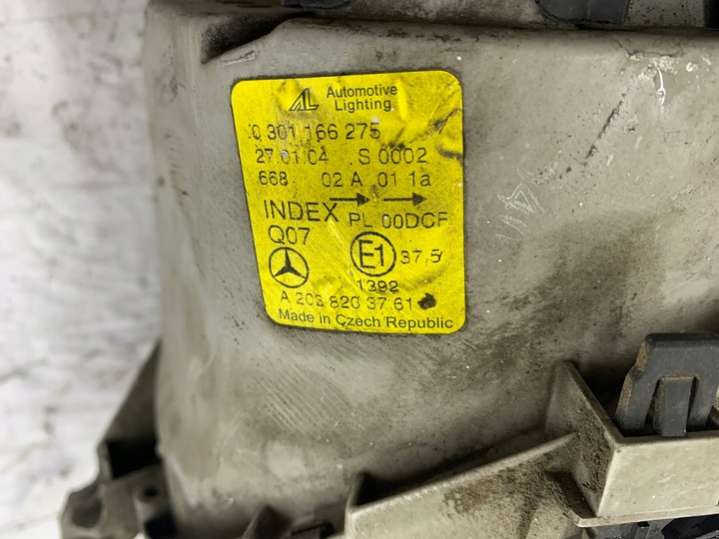 AL Automotive Lighting
0 301 166 275
27.01.04 S 0002
668 02 A 01 1a
INDEX PL 00DCF
Q07 E1 37,5
1392
A 203 820 37 61
Made in Czech Republic